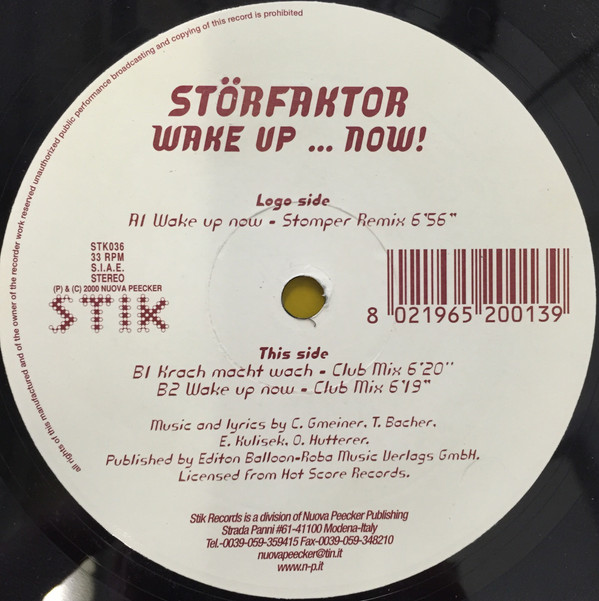 all rights of this manufactured and of the owner of the recorder work reserved unauthorized public performance broadcasting and copying of this record is prohibited
STÖRFAKTOR
WAKE UP ... NOW!
Logo side
A1 Wake up now - Stomper Remix 6'56"
STK036
33 RPM
S.I.A.E.
STEREO
(P) & (C) 2000 NUOVA PEECKER
STIK
8 021965 200139
This side
B1 Krach macht wach - Club Mix 6'20''
B2 Wake up now - Club Mix 6'19"
Music and lyrics by C. Gmeiner, T. Bacher,
E. Kulisek, O. Hutterer.
Published by Editon Balloon-Roba Music Verlags GmBH.
Licensed from Hot Score Records.
Stik Records is a division of Nuova Peecker Publishing
Strada Panni #61-41100 Modena-Italy
Tel.-0039-059-359415 Fax-0039-059-348210
nuovapeecker@tin.it
www.n-p.it